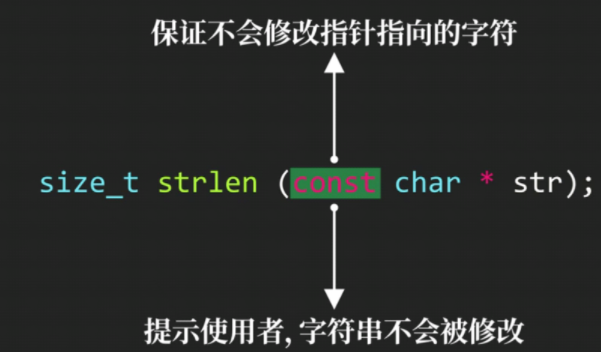 保证不会修改指针指向的字符
size_t strlen (const char * str);
提示使用者, 字符串不会被修改